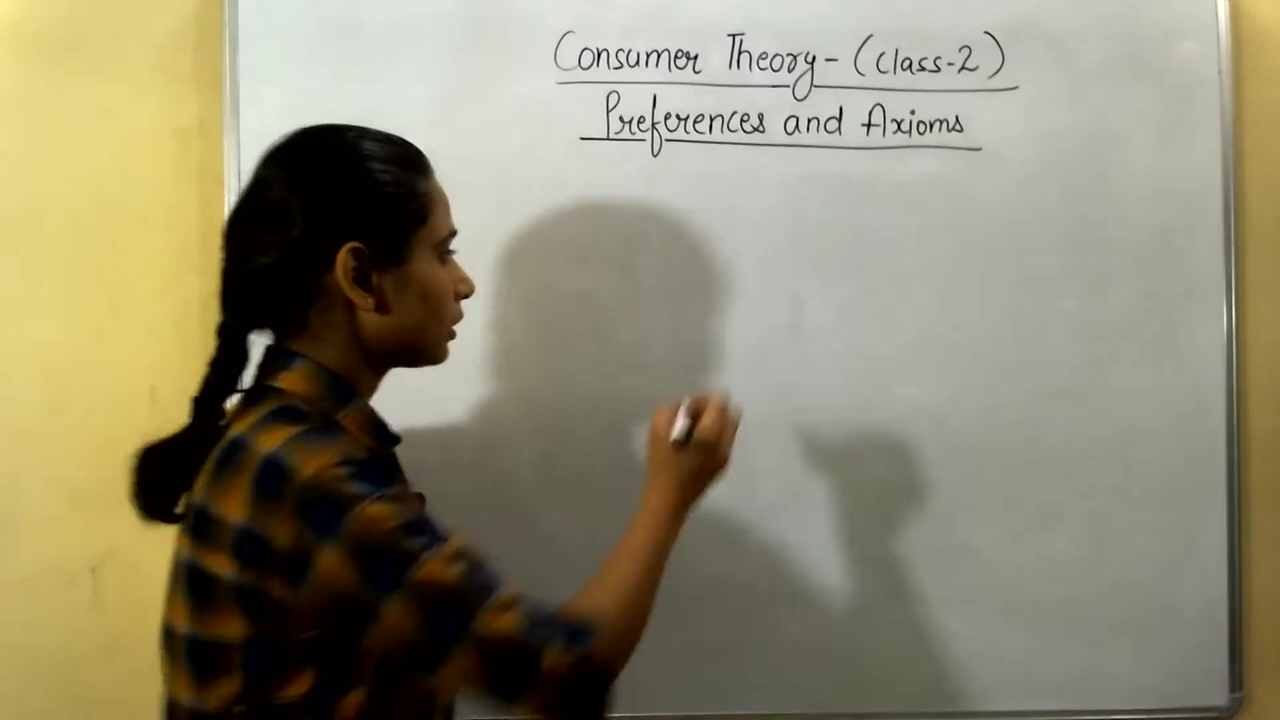 Consumer Theory - (class-2)
Preferences and Axioms